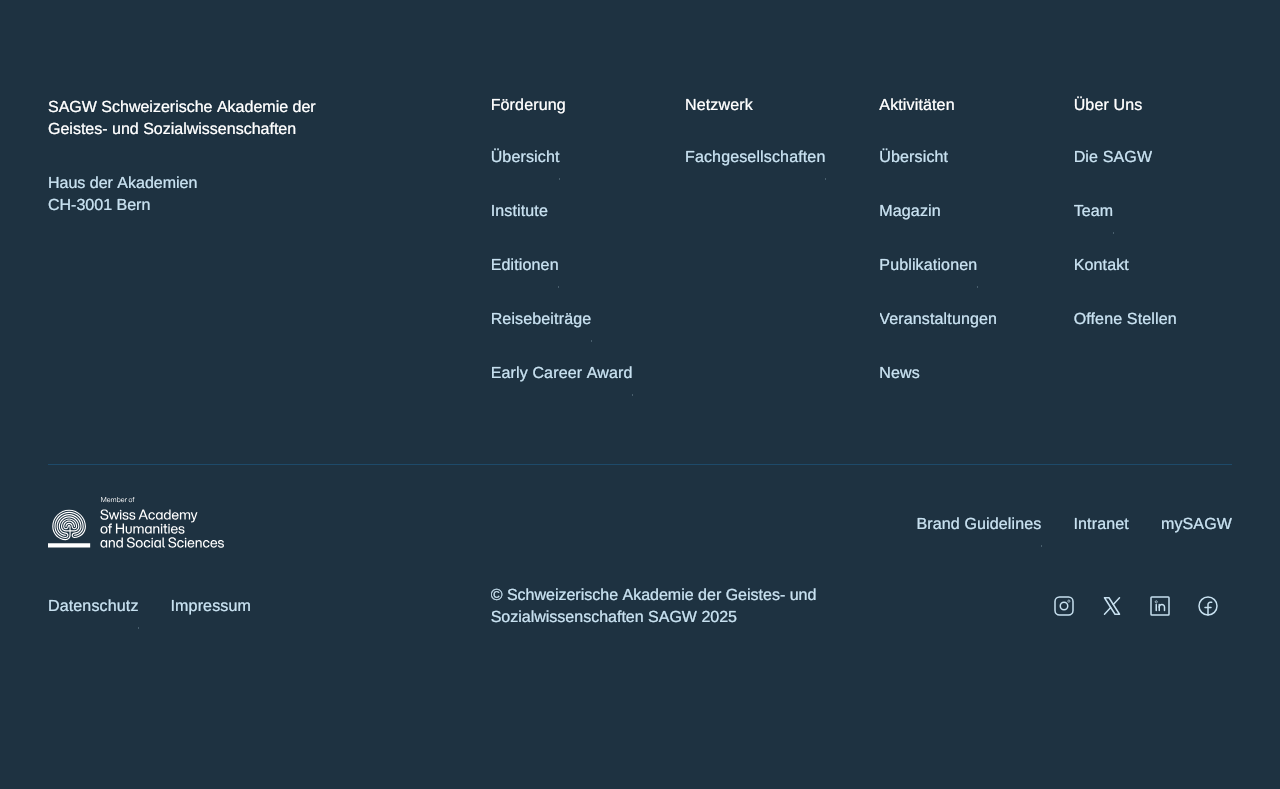 SAGW Schweizerische Akademie der
Geistes- und Sozialwissenschaften
Haus der Akademien
CH-3001 Bern
Förderung
Übersicht
Institute
Editionen
Reisebeiträge
Early Career Award
Netzwerk
Fachgesellschaften
Aktivitäten
Übersicht
Magazin
Publikationen
Veranstaltungen
News
Über Uns
Die SAGW
Team
Kontakt
Offene Stellen
Member of
Swiss Academy
of Humanities
and Social Sciences
Brand Guidelines
Intranet
mySAGW
Datenschutz
Impressum
© Schweizerische Akademie der Geistes- und
Sozialwissenschaften SAGW 2025